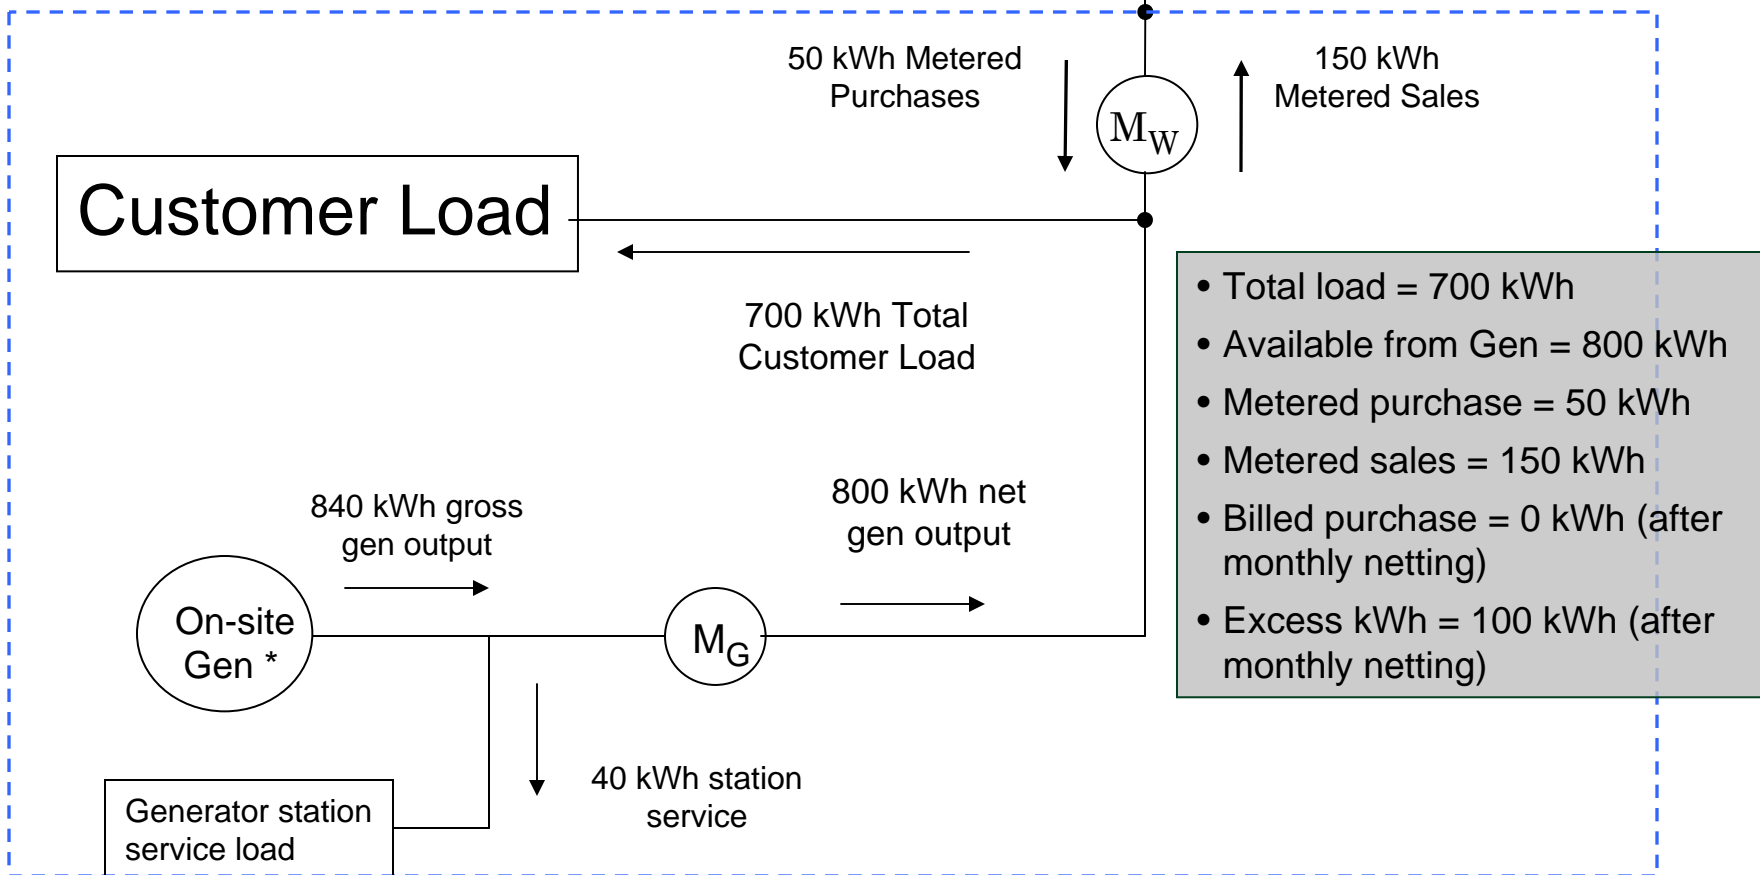 50 kWh Metered
Purchases
150 kWh
Metered Sales
M_W
Customer Load
700 kWh Total
Customer Load
• Total load = 700 kWh
• Available from Gen = 800 kWh
• Metered purchase = 50 kWh
• Metered sales = 150 kWh
• Billed purchase = 0 kWh (after
monthly netting)
• Excess kWh = 100 kWh (after
monthly netting)
840 kWh gross
gen output
800 kWh net
gen output
On-site
Gen *
M_G
40 kWh station
service
Generator station
service load